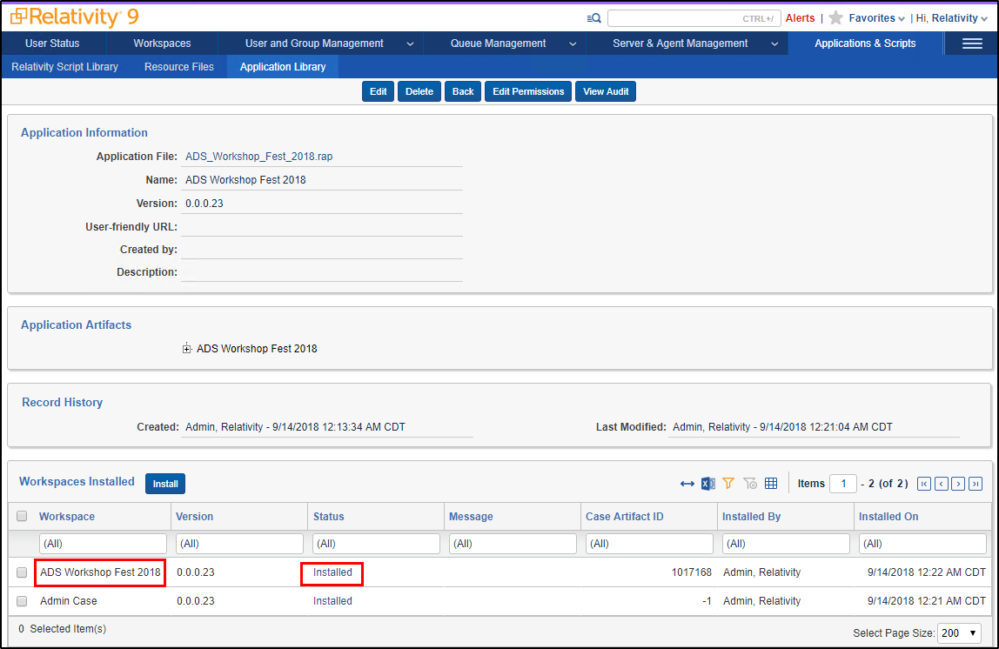 Relativity 9 CTRL+/ Alerts | Favorites | Hi, Relativity
User Status Workspaces User and Group Management Queue Management Server & Agent Management Applications & Scripts
Relativity Script Library Resource Files Application Library
Edit Delete Back Edit Permissions View Audit
Application Information
Application File: ADS_Workshop_Fest_2018.rap
Name: ADS Workshop Fest 2018
Version: 0.0.0.23
User-friendly URL:
Created by:
Description:
Application Artifacts
ADS Workshop Fest 2018
Record History
Created: Admin, Relativity - 9/14/2018 12:13:34 AM CDT Last Modified: Admin, Relativity - 9/14/2018 12:21:04 AM CDT
Workspaces Installed Install Items 1 - 2 (of 2)
Workspace Version Status Message Case Artifact ID Installed By Installed On
(All) (All) (All) (All) (All) (All) (All)
ADS Workshop Fest 2018 0.0.0.23 Installed 1017168 Admin, Relativity 9/14/2018 12:22 AM CDT
Admin Case 0.0.0.23 Installed -1 Admin, Relativity 9/14/2018 12:21 AM CDT
0 Selected Item(s) Select Page Size: 200